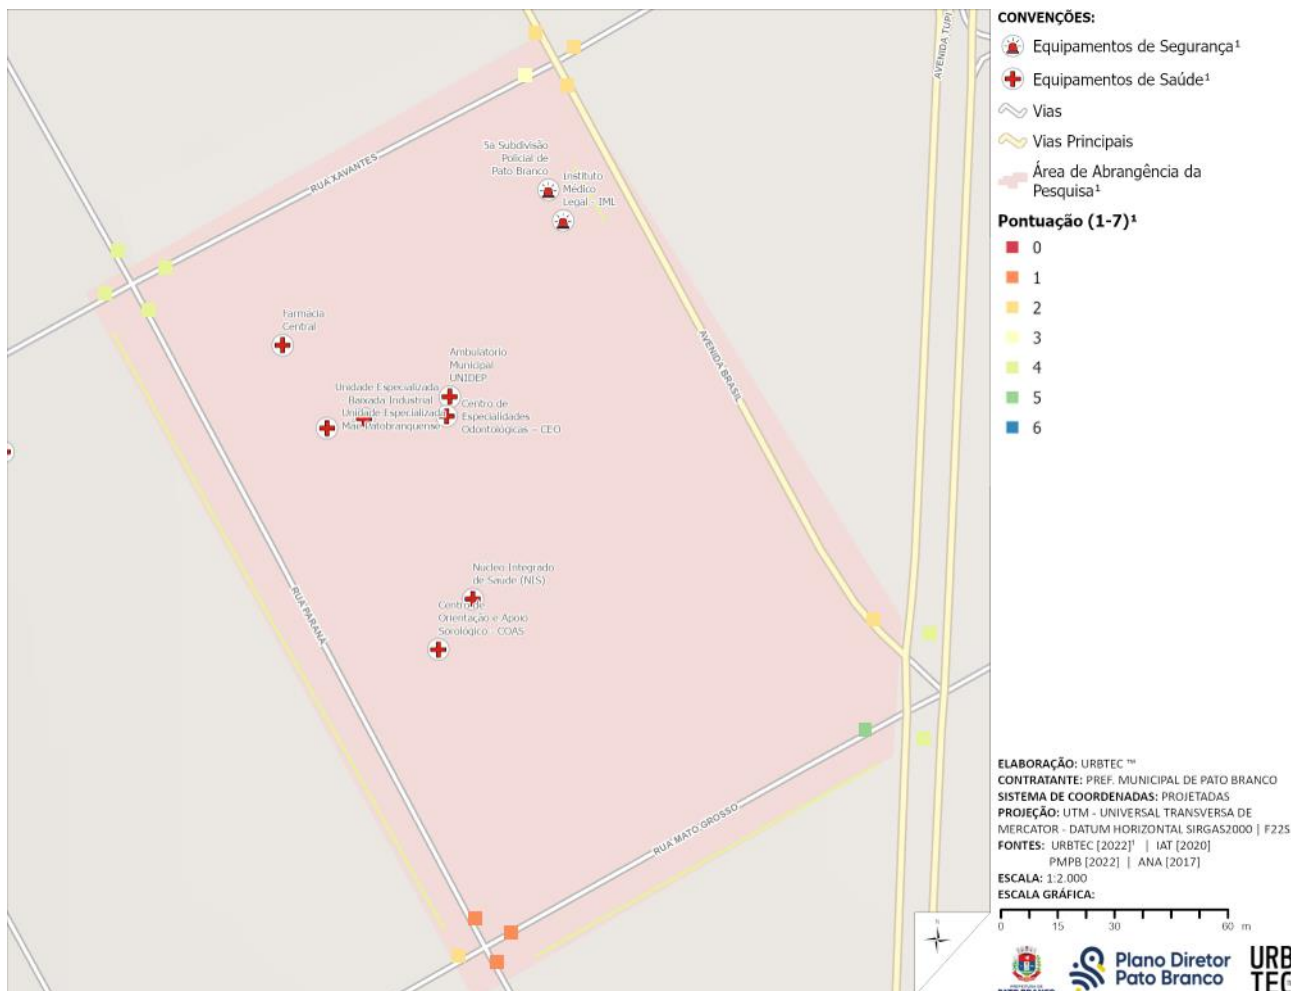 AVENIDA TUPI
RUA XAVANTES
5a Subdivisão
Policial de
Pato Branco
Instituto
Médico
Legal - IML
AVENIDA BRASIL
Farmácia
Central
Ambulatorio
Municipal
UNIDEP
Unidade Especializada
Baixada Industrial
Unidade Especializada
Mãe Patobranquense
Centro de
Especialidades
Odontológicas - CEO
RUA PARANÁ
Nucleo Integrado
de Saude (NIS)
Centro de
Orientação e Apoio
Sorologico - COAS
RUA MATO GROSSO
N
CONVENÇÕES:
Equipamentos de Segurança¹
Equipamentos de Saúde¹
Vias
Vias Principais
Área de Abrangência da
Pesquisa¹
Pontuação (1-7)¹
0
1
2
3
4
5
6
ELABORAÇÃO: URBTEC ™
CONTRATANTE: PREF. MUNICIPAL DE PATO BRANCO
SISTEMA DE COORDENADAS: PROJETADAS
PROJEÇÃO: UTM - UNIVERSAL TRANSVERSA DE
MERCATOR - DATUM HORIZONTAL SIRGAS2000 | F22S
FONTES: URBTEC [2022]¹ | IAT [2020]
PMPB [2022] | ANA [2017]
ESCALA: 1:2.000
ESCALA GRÁFICA:
0 15 30 60 m
Plano Diretor
Pato Branco
URB
TEC